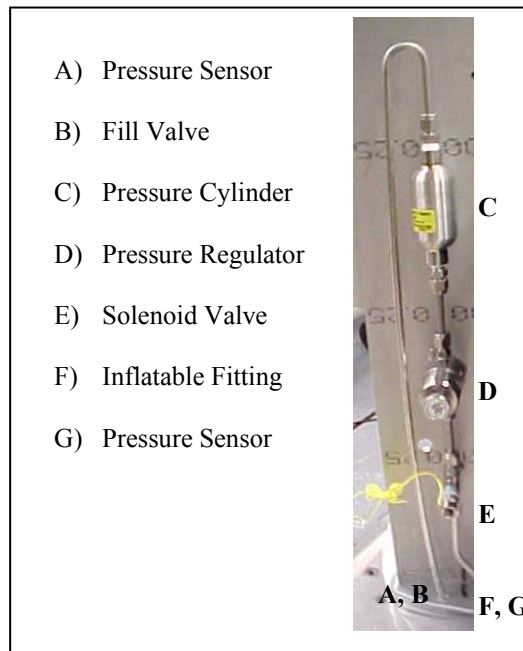 A) Pressure Sensor
B) Fill Valve
C) Pressure Cylinder
D) Pressure Regulator
E) Solenoid Valve
F) Inflatable Fitting
G) Pressure Sensor
C
D
E
A, B
F, G